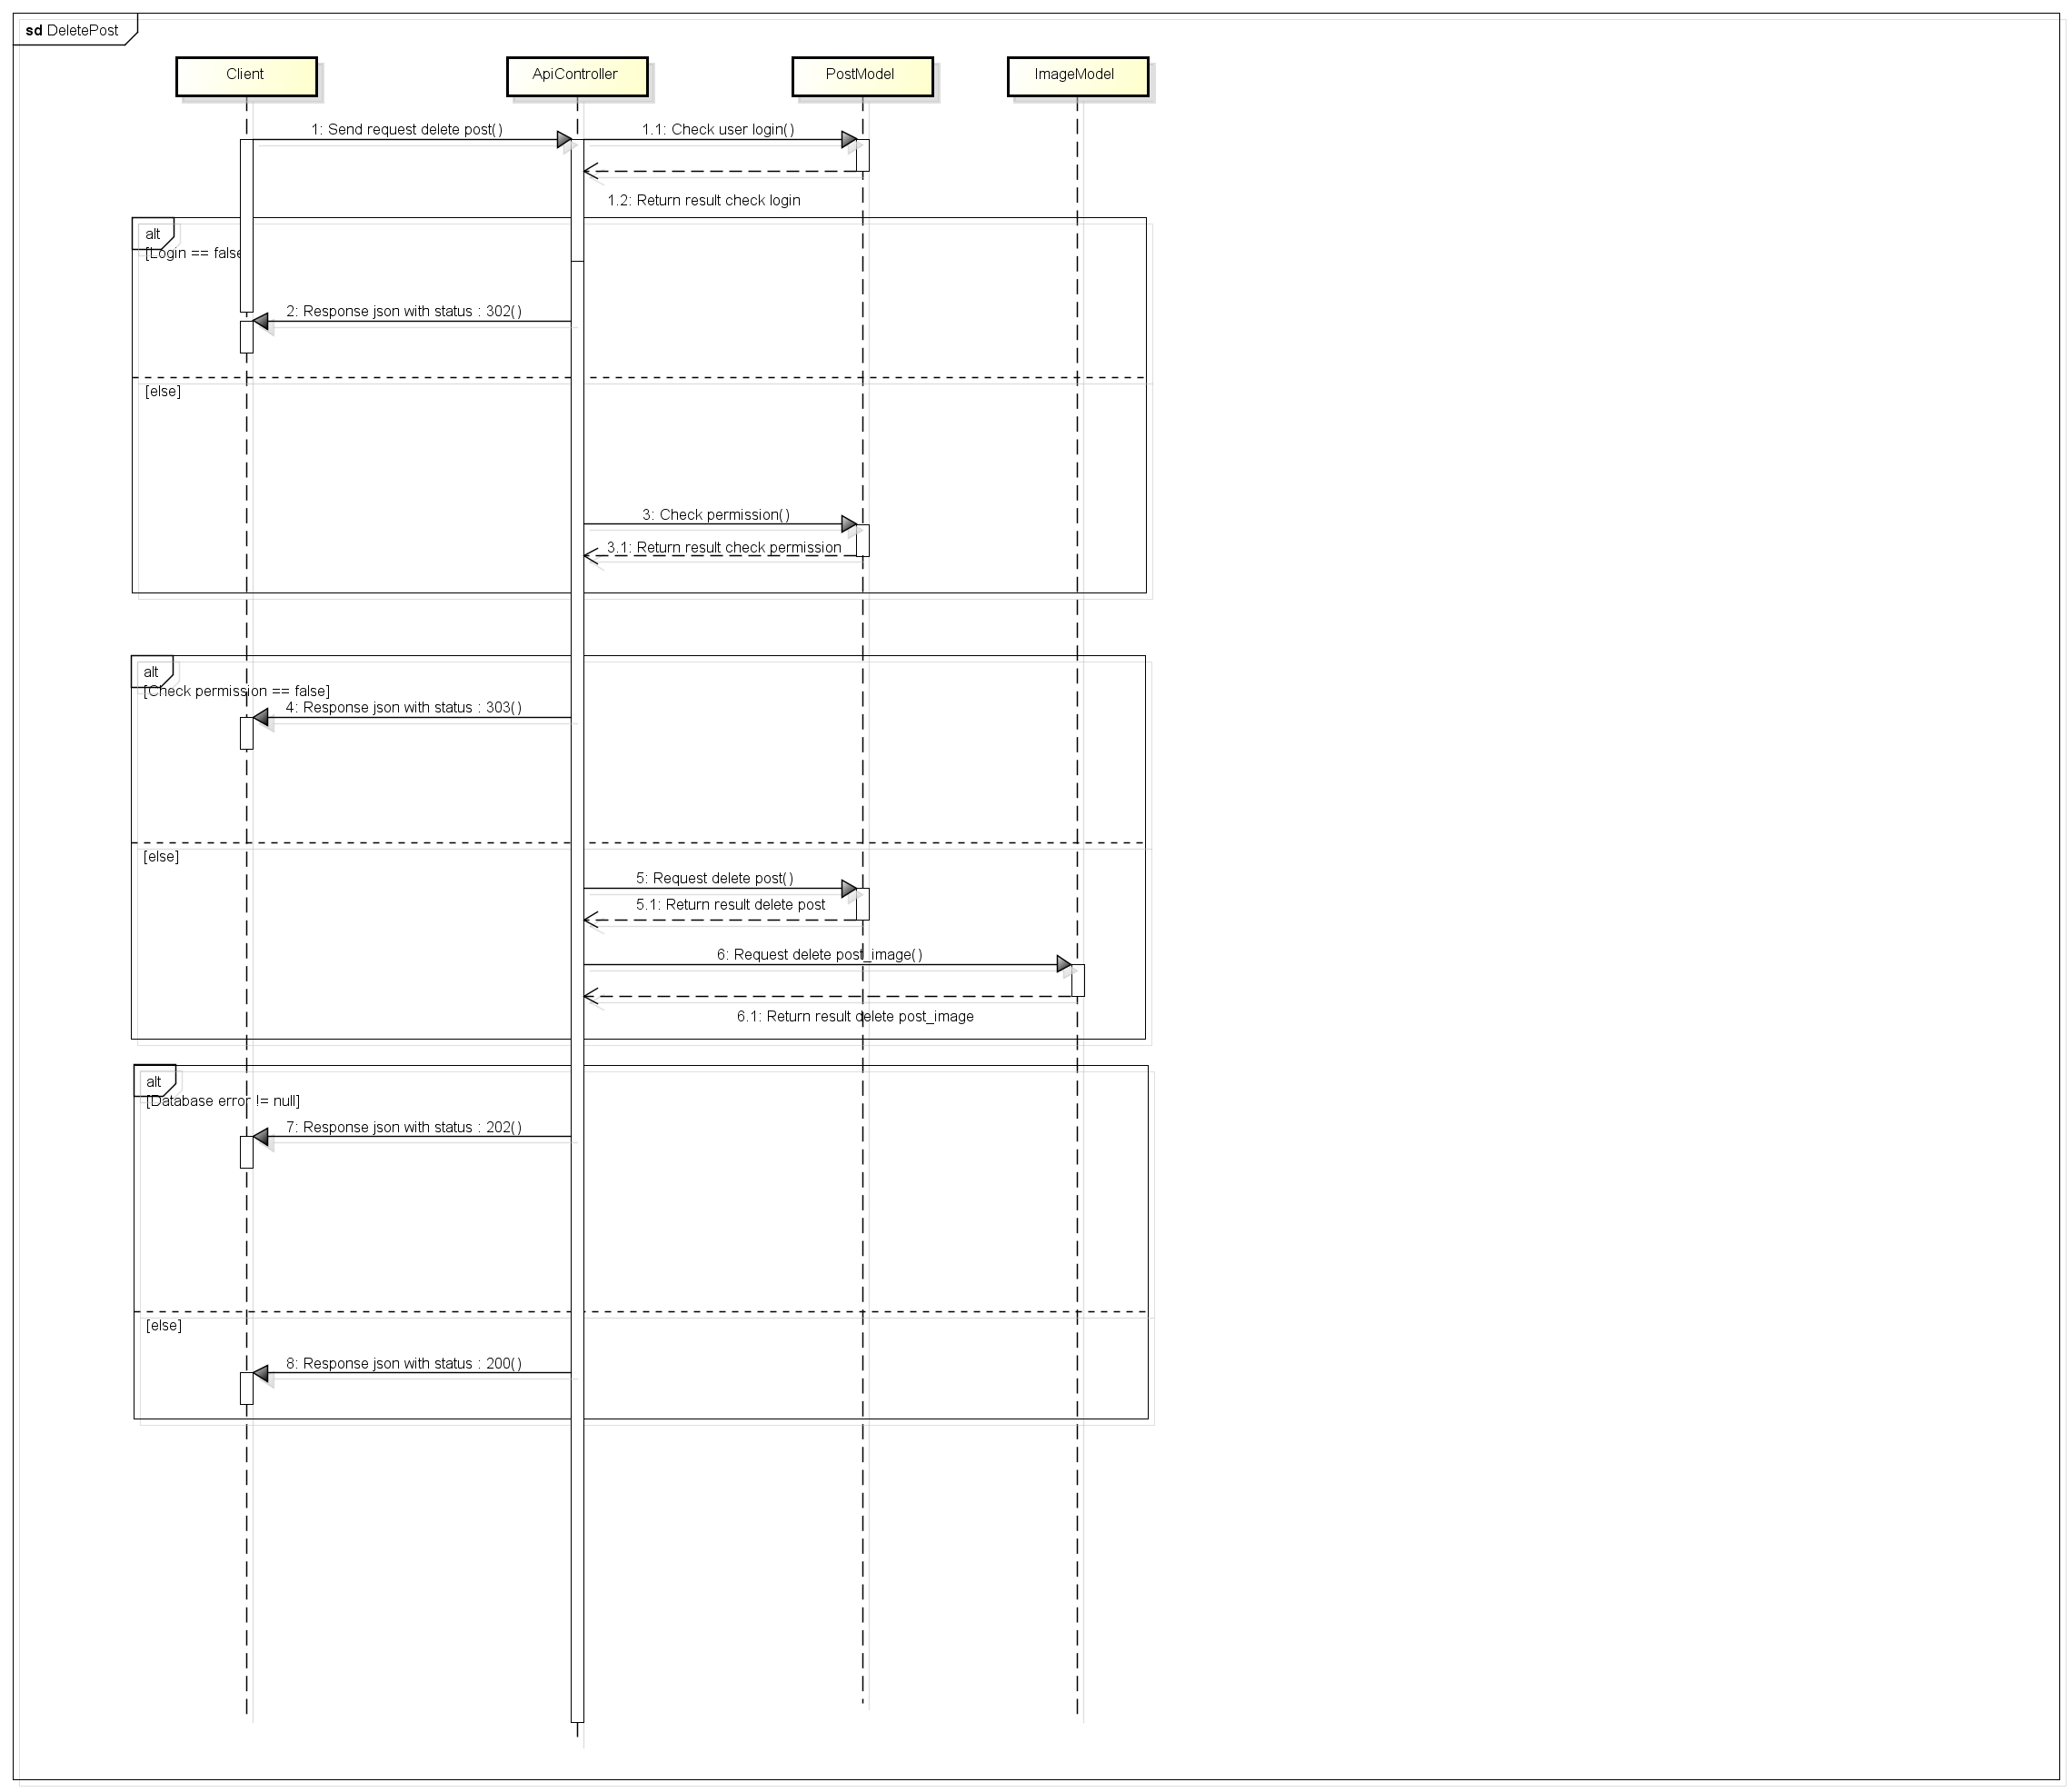 sd DeletePost
Client
ApiController
PostModel
ImageModel
1: Send request delete post()
1.1: Check user login()
1.2: Return result check login
alt
[Login == false
2: Response json with status : 302()
[else]
3: Check permission()
3.1: Return result check permission
alt
[Check permission == false]
4: Response json with status : 303()
[else]
5: Request delete post()
5.1: Return result delete post
6: Request delete post_image()
6.1: Return result delete post_image
alt
[Database error != null]
7: Response json with status : 202()
[else]
8: Response json with status : 200()